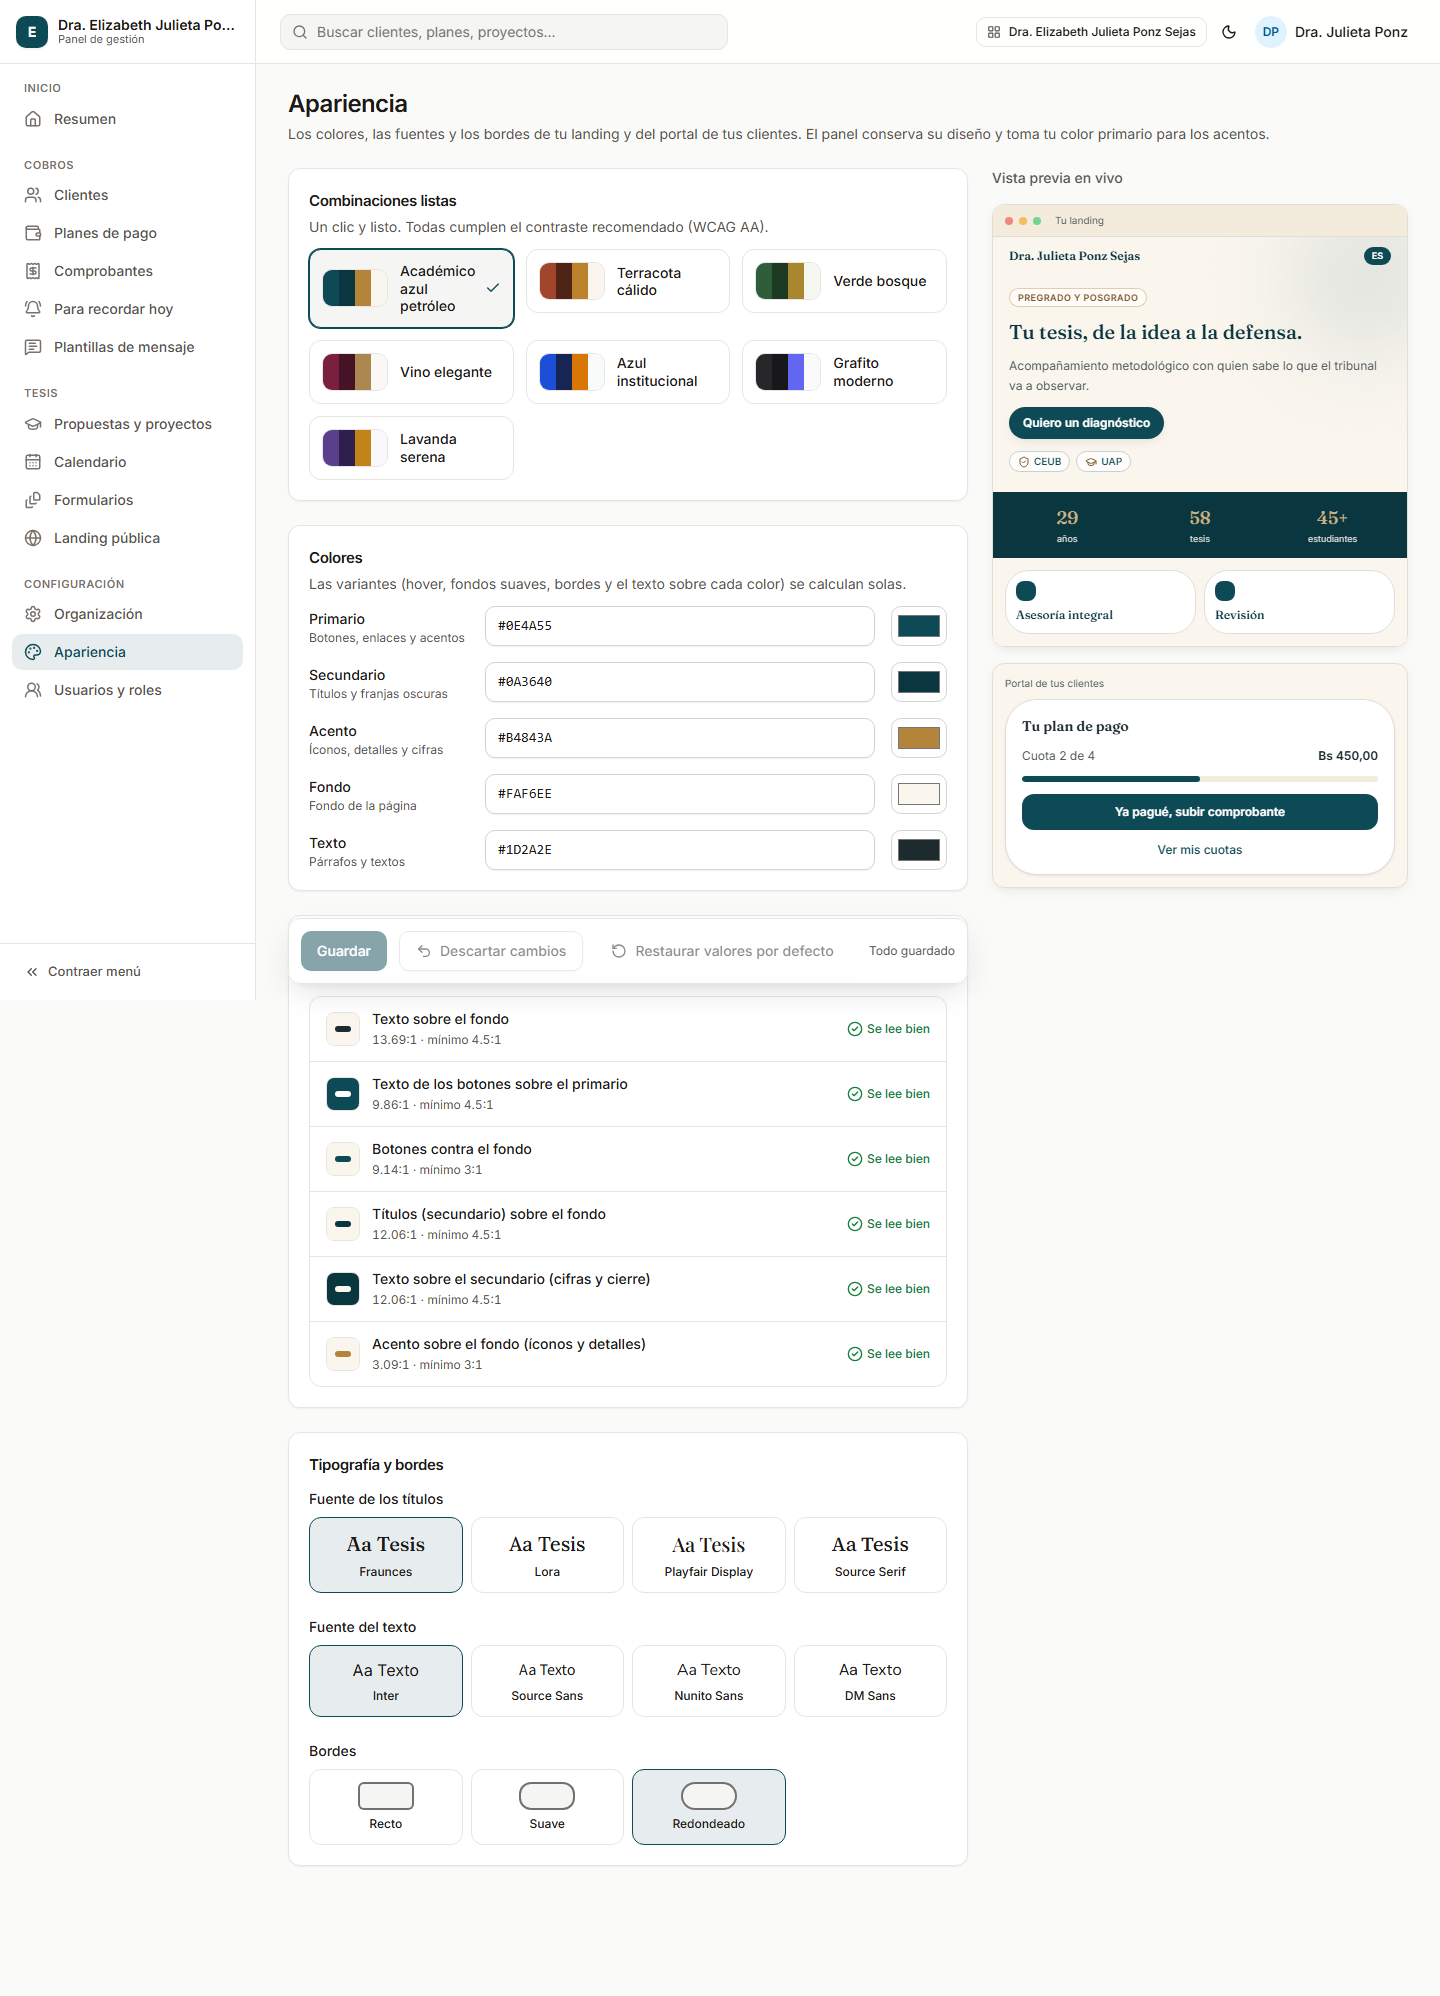 E
Dra. Elizabeth Julieta Po...
Panel de gestión
Buscar clientes, planes, proyectos...
Dra. Elizabeth Julieta Ponz Sejas
DP
Dra. Julieta Ponz
INICIO
Resumen
COBROS
Clientes
Planes de pago
Comprobantes
Para recordar hoy
Plantillas de mensaje
TESIS
Propuestas y proyectos
Calendario
Formularios
Landing pública
CONFIGURACIÓN
Organización
Apariencia
Usuarios y roles
Contraer menú
Apariencia
Los colores, las fuentes y los bordes de tu landing y del portal de tus clientes. El panel conserva su diseño y toma tu color primario para los acentos.
Combinaciones listas
Un clic y listo. Todas cumplen el contraste recomendado (WCAG AA).
Académico
azul
petróleo
Terracota
cálido
Verde bosque
Vino elegante
Azul
institucional
Grafito
moderno
Lavanda
serena
Colores
Las variantes (hover, fondos suaves, bordes y el texto sobre cada color) se calculan solas.
Primario
Botones, enlaces y acentos
#0E4A55
Secundario
Títulos y franjas oscuras
#0A3640
Acento
Íconos, detalles y cifras
#B4843A
Fondo
Fondo de la página
#FAF6EE
Texto
Párrafos y textos
#1D2A2E
Guardar
Descartar cambios
Restaurar valores por defecto
Todo guardado
Texto sobre el fondo
13.69:1 · mínimo 4.5:1
Se lee bien
Texto de los botones sobre el primario
9.86:1 · mínimo 4.5:1
Se lee bien
Botones contra el fondo
9.14:1 · mínimo 3:1
Se lee bien
Títulos (secundario) sobre el fondo
12.06:1 · mínimo 4.5:1
Se lee bien
Texto sobre el secundario (cifras y cierre)
12.06:1 · mínimo 4.5:1
Se lee bien
Acento sobre el fondo (íconos y detalles)
3.09:1 · mínimo 3:1
Se lee bien
Tipografía y bordes
Fuente de los títulos
Aa Tesis
Fraunces
Aa Tesis
Lora
Aa Tesis
Playfair Display
Aa Tesis
Source Serif
Fuente del texto
Aa Texto
Inter
Aa Texto
Source Sans
Aa Texto
Nunito Sans
Aa Texto
DM Sans
Bordes
Recto
Suave
Redondeado
Vista previa en vivo
Tu landing
Dra. Julieta Ponz Sejas
ES
PREGRADO Y POSGRADO
Tu tesis, de la idea a la defensa.
Acompañamiento metodológico con quien sabe lo que el tribunal
va a observar.
Quiero un diagnóstico
CEUB
UAP
29
años
58
tesis
45+
estudiantes
Asesoría integral
Revisión
Portal de tus clientes
Tu plan de pago
Cuota 2 de 4
Bs 450,00
Ya pagué, subir comprobante
Ver mis cuotas